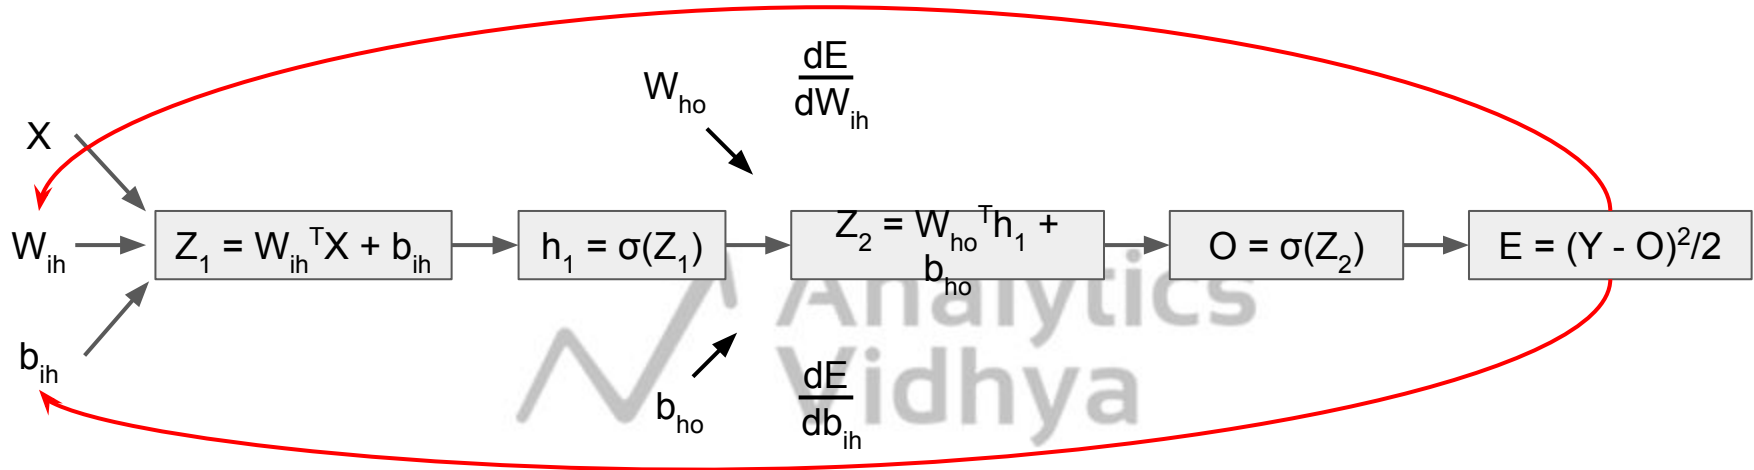 dE
dW_ih
W_ho
X
W_ih
Z_1 = W_ih^T X + b_ih
h_1 = σ(Z_1)
Z_2 = W_ho^T h_1 +
b_ho
O = σ(Z_2)
E = (Y - O)^2/2
Analytics
Vidhya
b_ih
b_ho
dE
db_ih